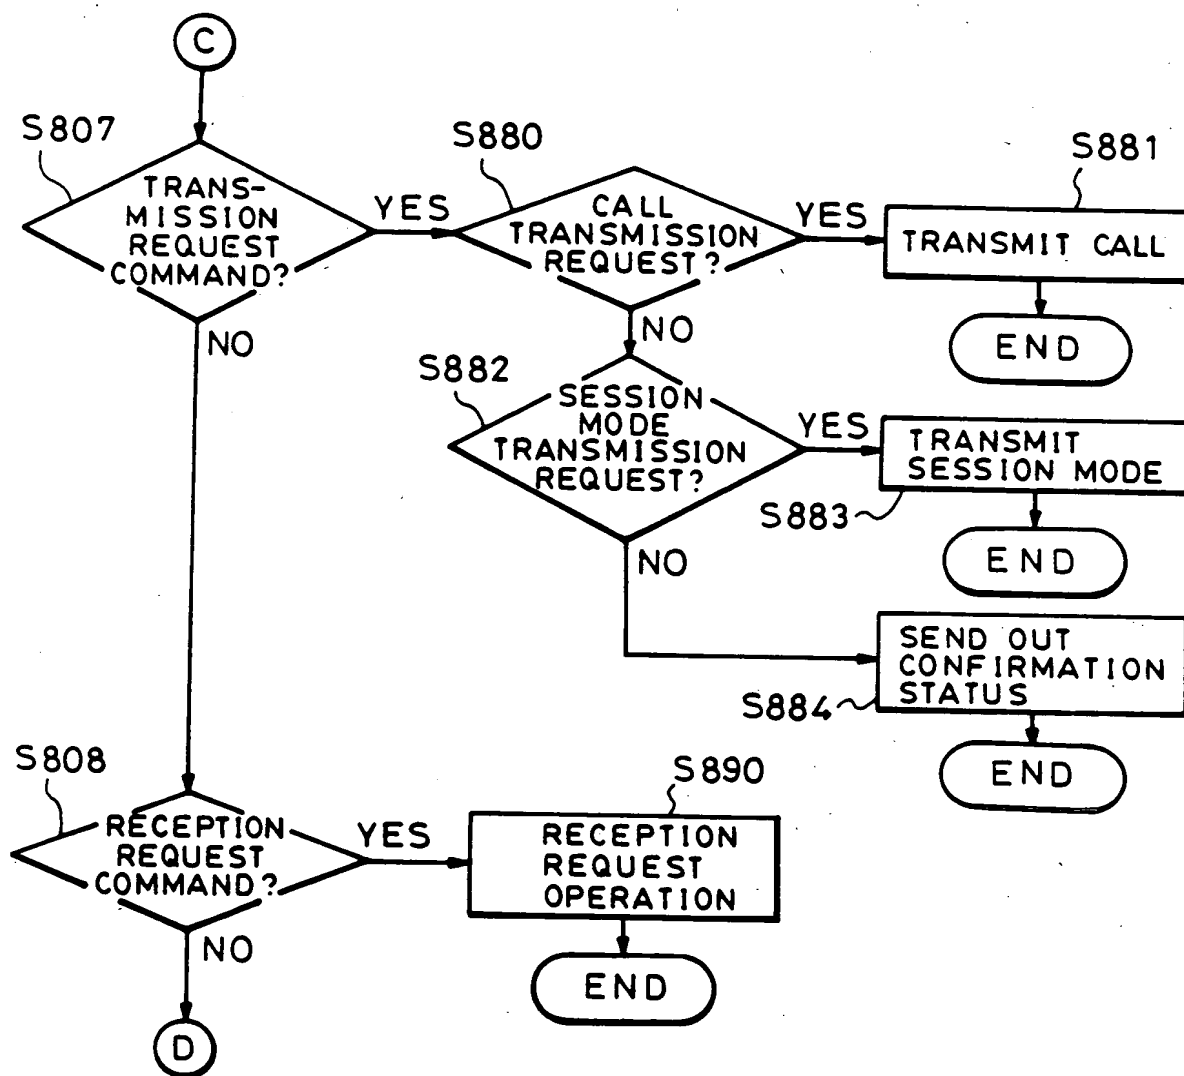 C
S807
TRANS-
MISSION
REQUEST
COMMAND?
YES
NO
S880
CALL
TRANSMISSION
REQUEST?
YES
NO
S881
TRANSMIT CALL
END
S882
SESSION
MODE
TRANSMISSION
REQUEST?
YES
NO
TRANSMIT
SESSION MODE
S883
END
SEND OUT
CONFIRMATION
STATUS
S884
END
S808
RECEPTION
REQUEST
COMMAND?
YES
NO
S890
RECEPTION
REQUEST
OPERATION
END
D